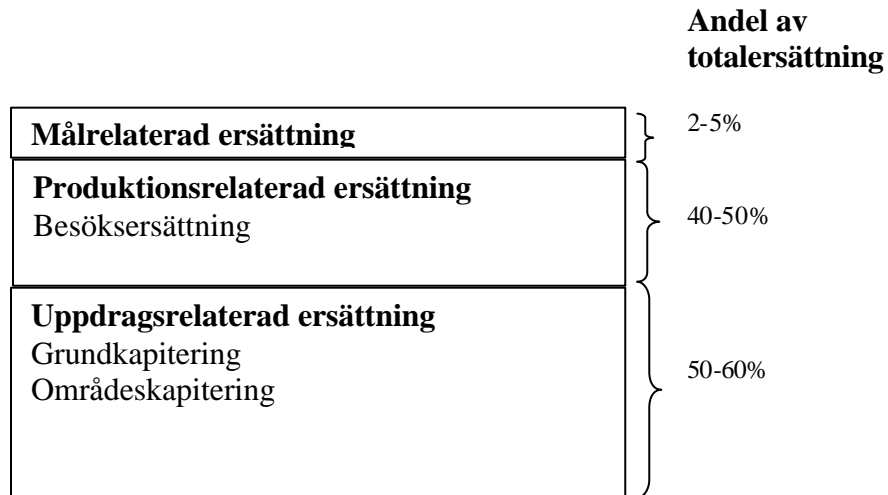 Andel av
totalersättning
Målrelaterad ersättning
2-5%
Produktionsrelaterad ersättning
Besöksersättning
40-50%
Uppdragsrelaterad ersättning
Grundkapitering
Områdeskapitering
50-60%